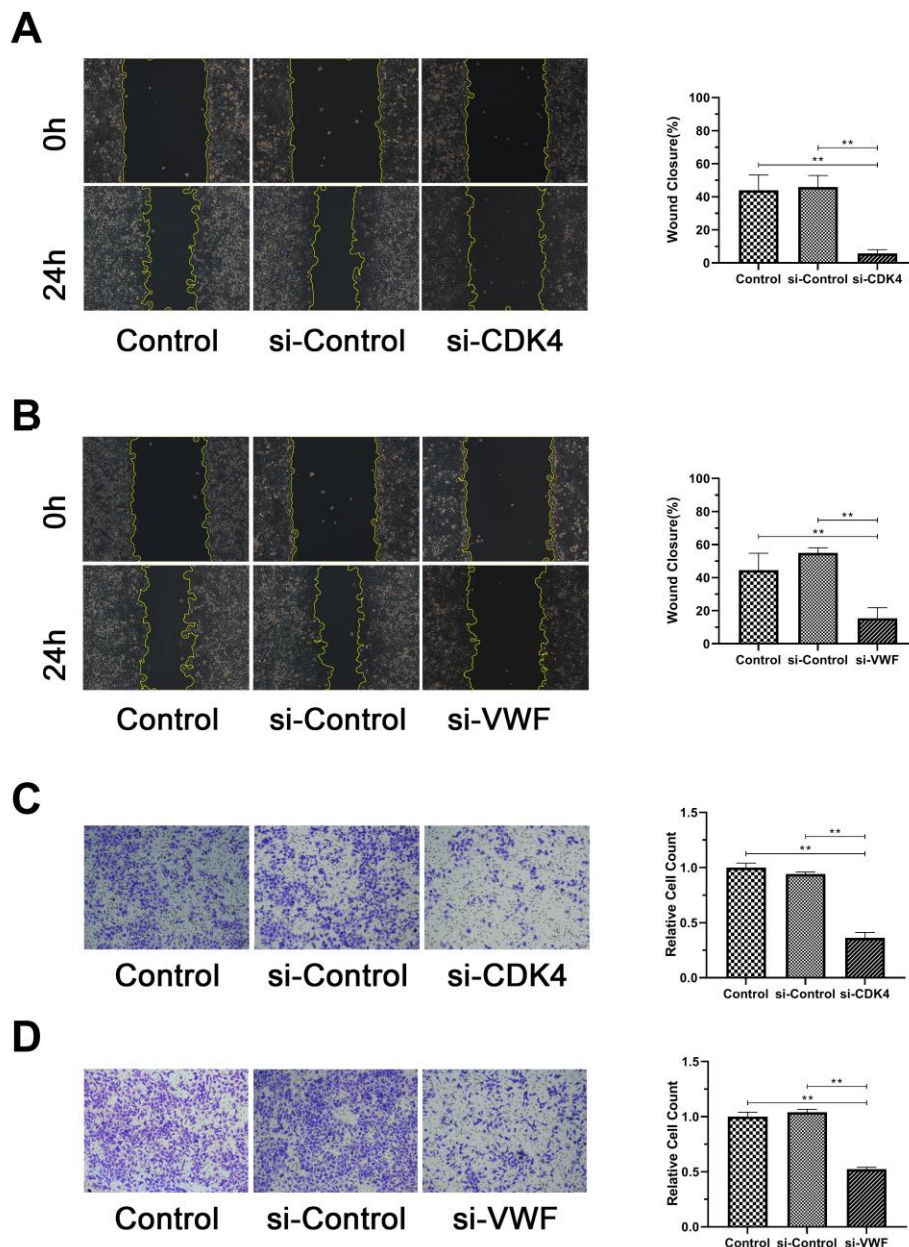 A
0h
24h
Control si-Control si-CDK4
100
80
60
40
20
0
Wound Closure(%)
**
**
Control si-Control si-CDK4
B
0h
24h
Control si-Control si-VWF
100
80
60
40
20
0
Wound Closure(%)
**
**
Control si-Control si-VWF
C
Control si-Control si-CDK4
1.5
1.0
0.5
0.0
Relative Cell Count
**
**
Control si-Control si-CDK4
D
Control si-Control si-VWF
1.5
1.0
0.5
0.0
Relative Cell Count
**
**
Control si-Control si-VWF